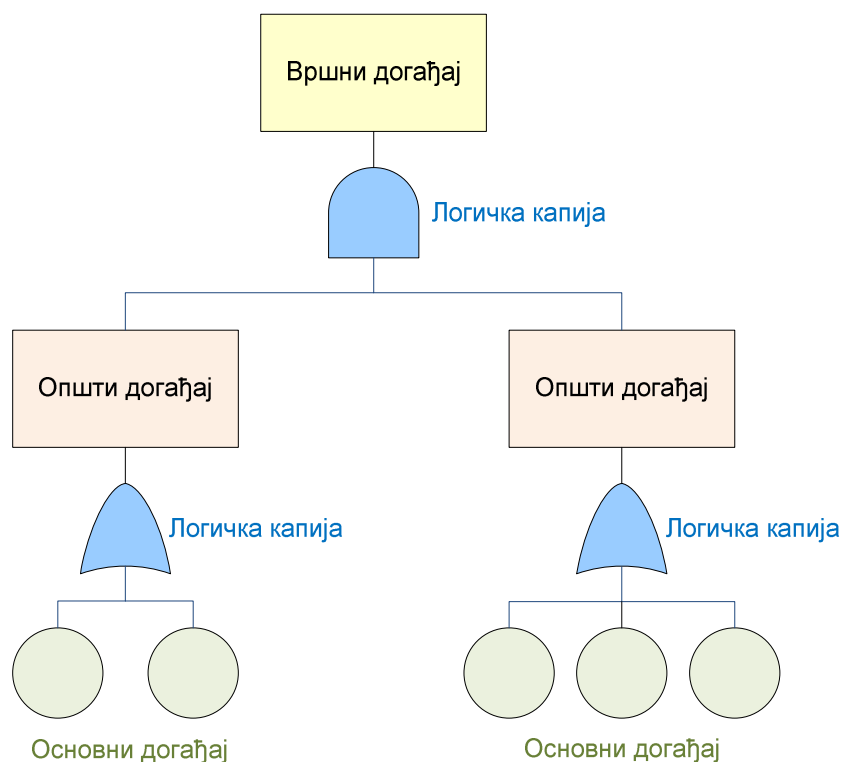 Вршни догађај
Логичка капија
Општи догађај
Општи догађај
Логичка капија
Логичка капија
Основни догађај
Основни догађај